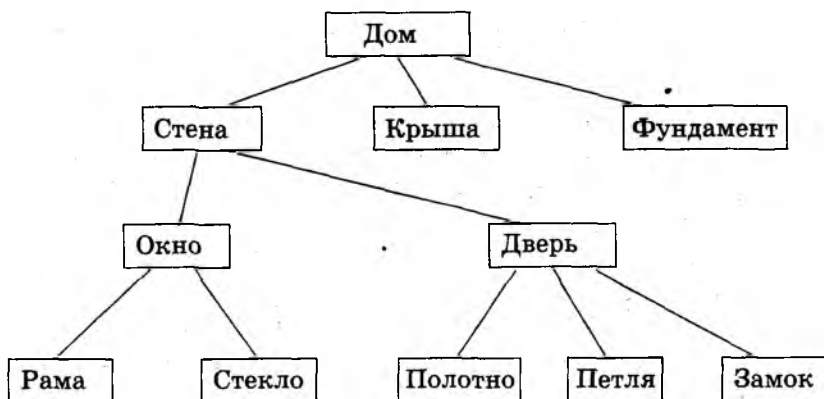 Дом
Стена
Крыша
Фундамент
Окно
Дверь
Рама
Стекло
Полотно
Петля
Замок